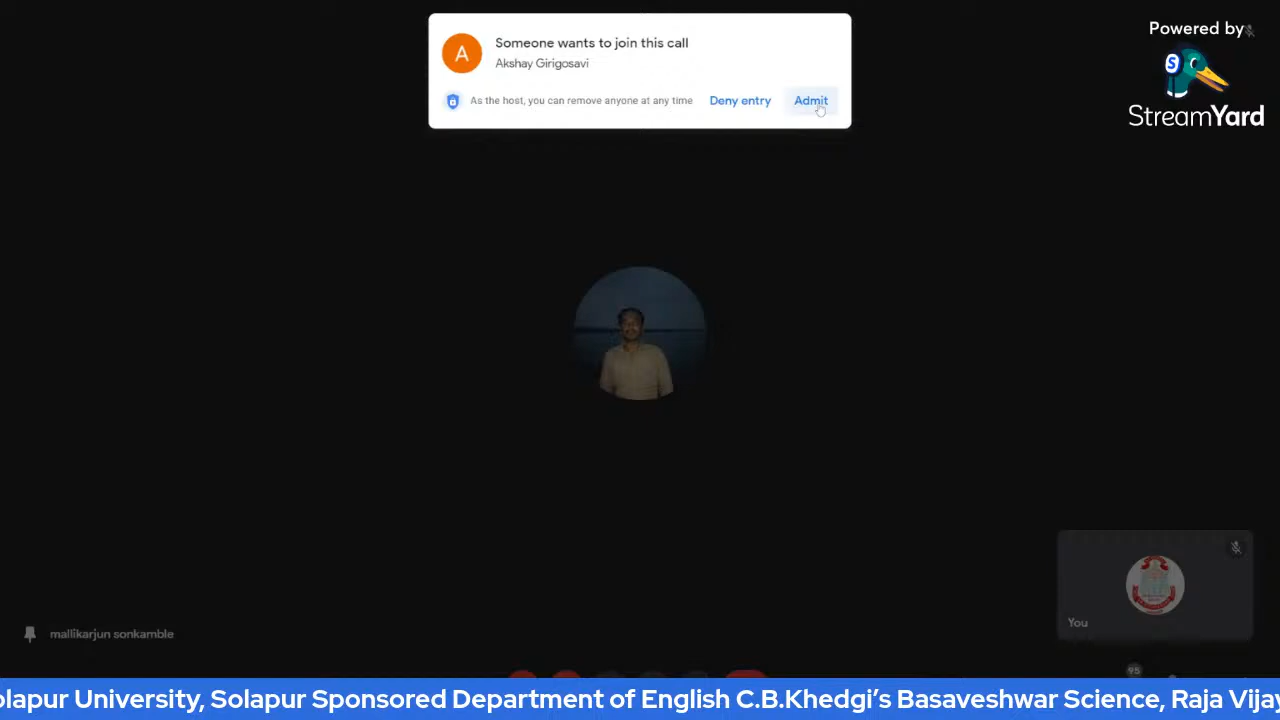 Someone wants to join this call
A
Akshay Girigosavi
As the host, you can remove anyone at any time
Deny entry
Admit
Powered by
S
StreamYard
You
mallikarjun sonkamble
95
olapur University, Solapur Sponsored Department of English C.B.Khedgi’s Basaveshwar Science, Raja Vijay